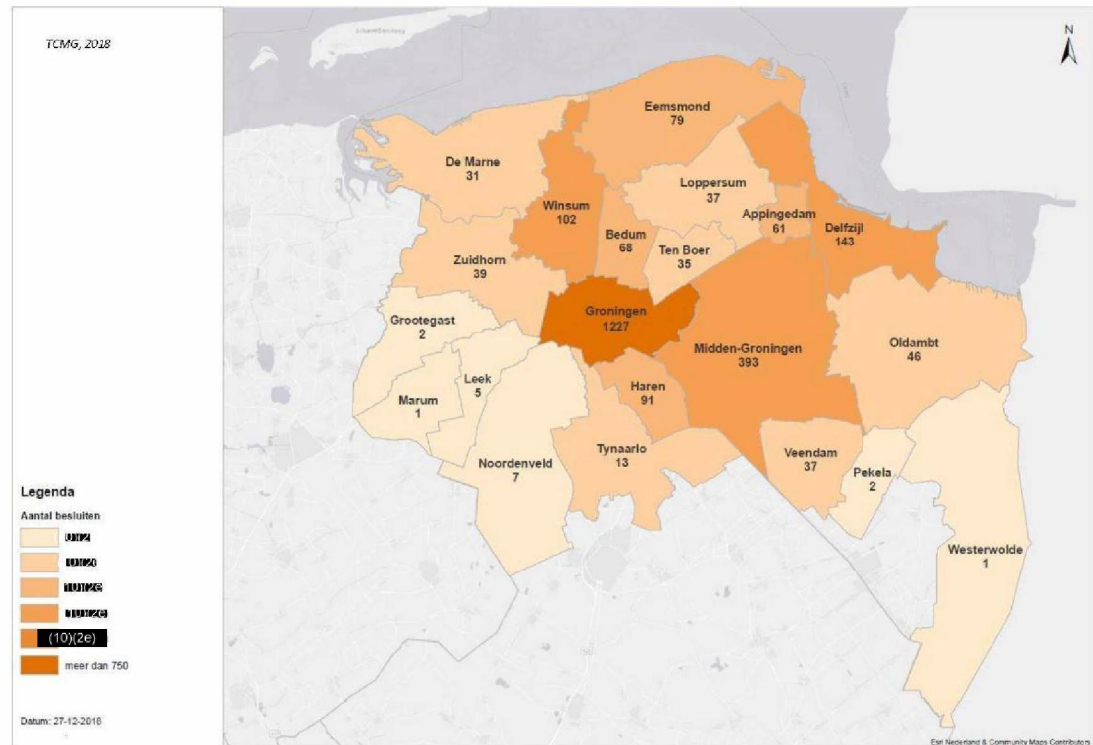 TCMG, 2018
N
Eemsmond
79
De Marne
31
Loppersum
37
Winsum
102
Appingedam
61
Delfzijl
143
Bedum
68
Ten Boer
35
Zuidhorn
39
Groningen
1227
Grootegast
2
Midden-Groningen
393
Oldambt
46
Leek
5
Marum
1
Haren
91
Noordenveld
7
Tynaarlo
13
Veendam
37
Pekela
2
Westerwolde
1
Legenda
Aantal besluiten
(10)(2e)
meer dan 750
Datum: 27-12-2018
Esri Nederland & Community Maps Contributors